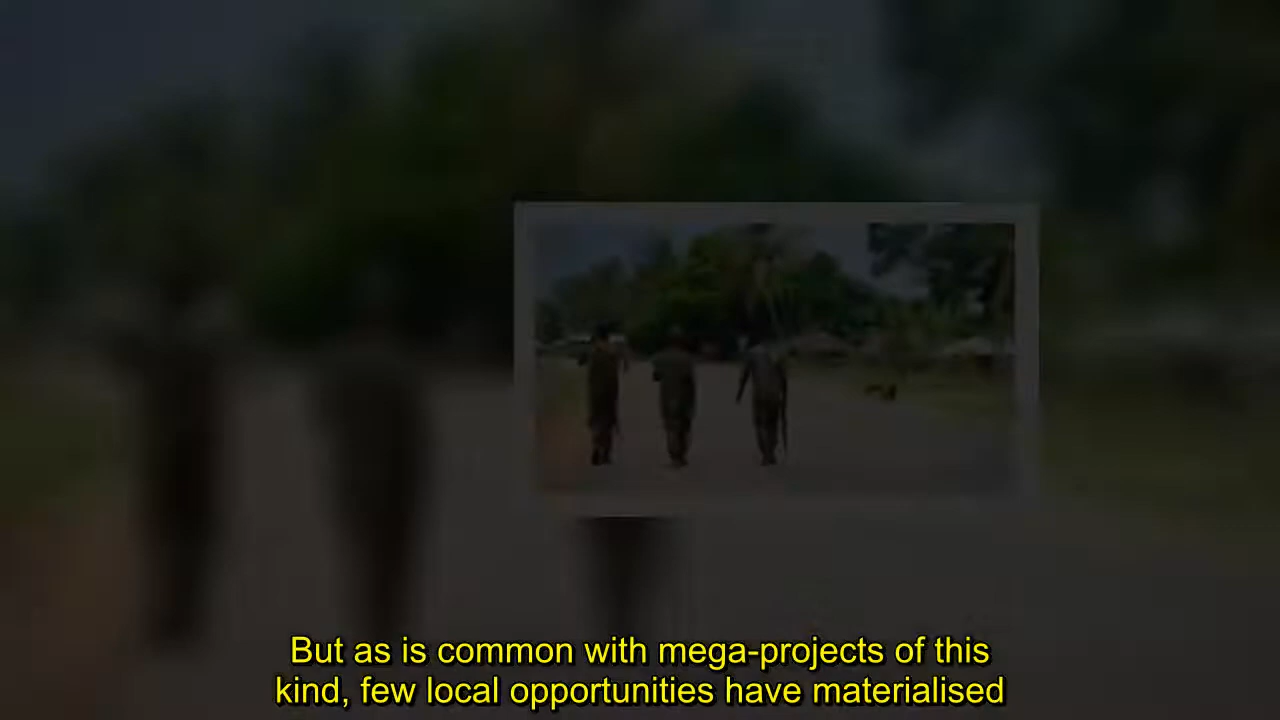 But as is common with mega-projects of this
kind, few local opportunities have materialised